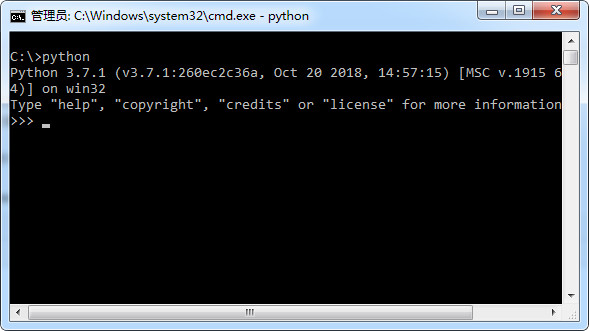 管理员: C:\Windows\system32\cmd.exe - python
C:\>python
Python 3.7.1 (v3.7.1:260ec2c36a, Oct 20 2018, 14:57:15) [MSC v.1915 6
4)] on win32
Type "help", "copyright", "credits" or "license" for more information
>>>